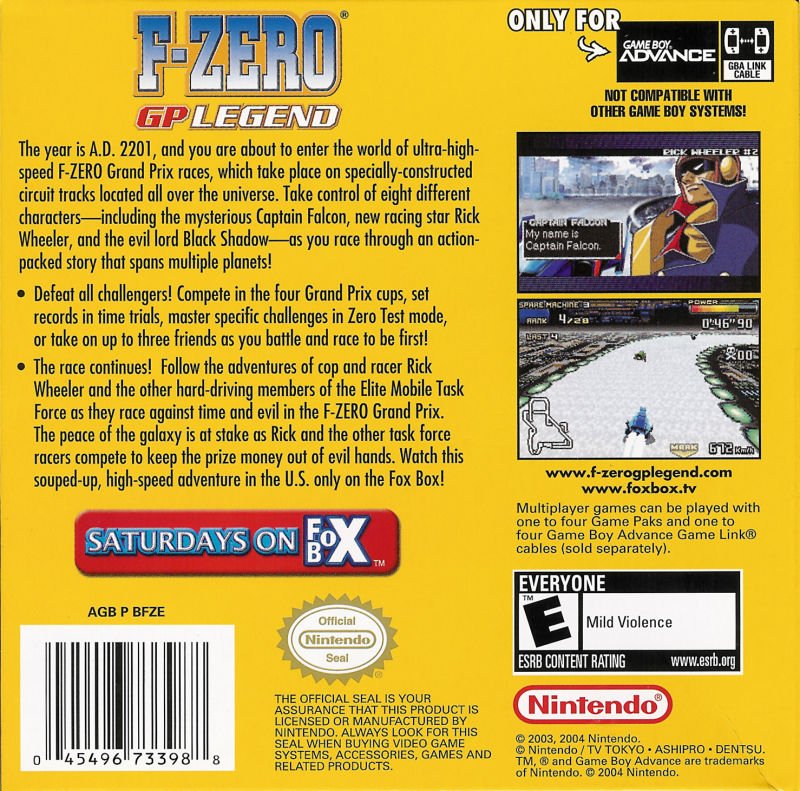 F-ZERO®
GP LEGEND
The year is A.D. 2201, and you are about to enter the world of ultra-high-
speed F-ZERO Grand Prix races, which take place on specially-constructed
circuit tracks located all over the universe. Take control of eight different
characters—including the mysterious Captain Falcon, new racing star Rick
Wheeler, and the evil lord Black Shadow—as you race through an action-
packed story that spans multiple planets!
• Defeat all challengers! Compete in the four Grand Prix cups, set
records in time trials, master specific challenges in Zero Test mode,
or take on up to three friends as you battle and race to be first!
• The race continues! Follow the adventures of cop and racer Rick
Wheeler and the other hard-driving members of the Elite Mobile Task
Force as they race against time and evil in the F-ZERO Grand Prix.
The peace of the galaxy is at stake as Rick and the other task force
racers compete to keep the prize money out of evil hands. Watch this
souped-up, high-speed adventure in the U.S. only on the Fox Box!
SATURDAYS ON FOX BOX™
AGB P BFZE
0 45496 73398 8
Official
Nintendo®
Seal
THE OFFICIAL SEAL IS YOUR
ASSURANCE THAT THIS PRODUCT IS
LICENSED OR MANUFACTURED BY
NINTENDO. ALWAYS LOOK FOR THIS
SEAL WHEN BUYING VIDEO GAME
SYSTEMS, ACCESSORIES, GAMES AND
RELATED PRODUCTS.
ONLY FOR
GAME BOY ADVANCE
GBA LINK
CABLE
NOT COMPATIBLE WITH
OTHER GAME BOY SYSTEMS!
RICK WHEELER #2
CAPTAIN FALCON
My name is
Captain Falcon.
SPARE MACHINE 3
POWER
RANK 4/28
0'46"90
LAST 4
00
MARK 672 Km/h
www.f-zerogplegend.com
www.foxbox.tv
Multiplayer games can be played with
one to four Game Paks and one to
four Game Boy Advance Game Link®
cables (sold separately).
EVERYONE
™
E
Mild Violence
ESRB CONTENT RATING www.esrb.org
Nintendo®
© 2003, 2004 Nintendo.
© Nintendo / TV TOKYO • ASHIPRO • DENTSU.
TM, ® and Game Boy Advance are trademarks
of Nintendo. © 2004 Nintendo.